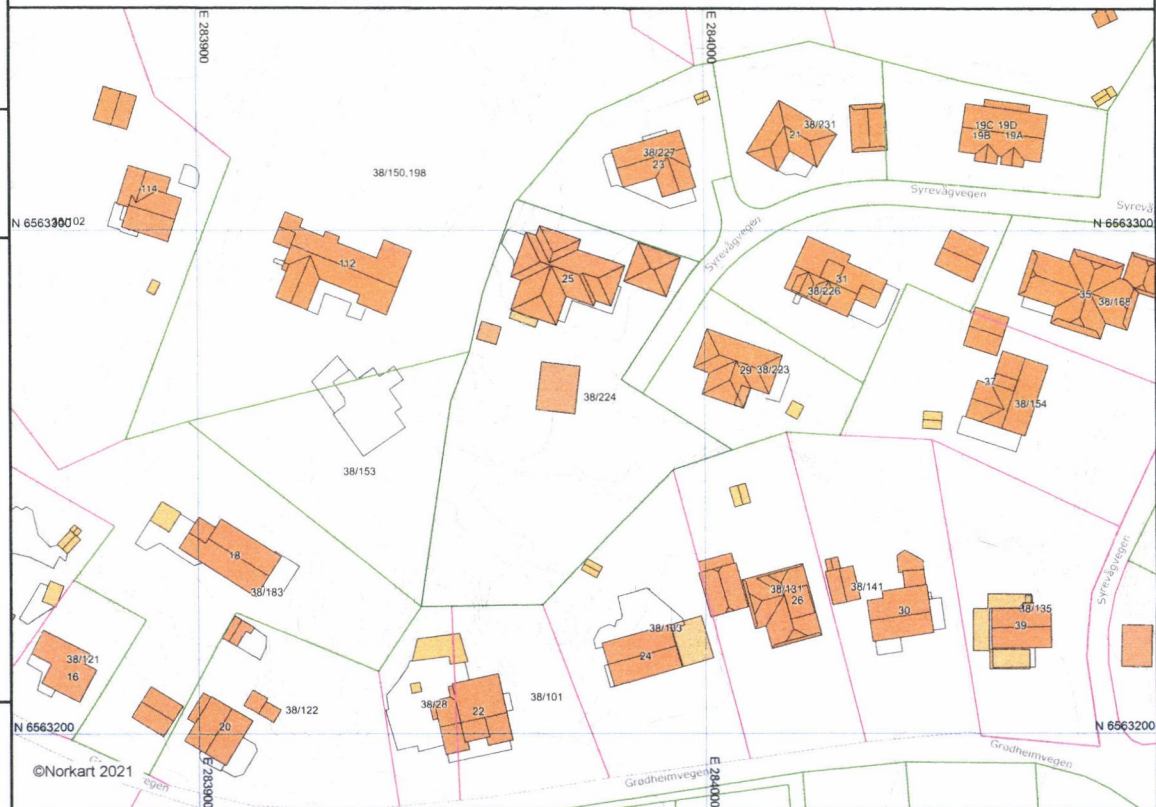 E 283900
E 284000
38/231
21
19C 19D
19B 19A
38/227
23
38/150,198
114
Syrevågvegen
N 6563300
N 6563300
Syrevågvegen
112
25
31
38/226
35
38/168
29 38/223
37
38/154
38/224
38/153
18
38/183
Syrevågvegen
38/141
38/131
26
30
38/135
39
38/121
16
24
38/101
38/28
22
38/122
20
N 6563200
N 6563200
Grødheimvegen
Grødheimvegen
egen
E 283900
E 284000
©Norkart 2021